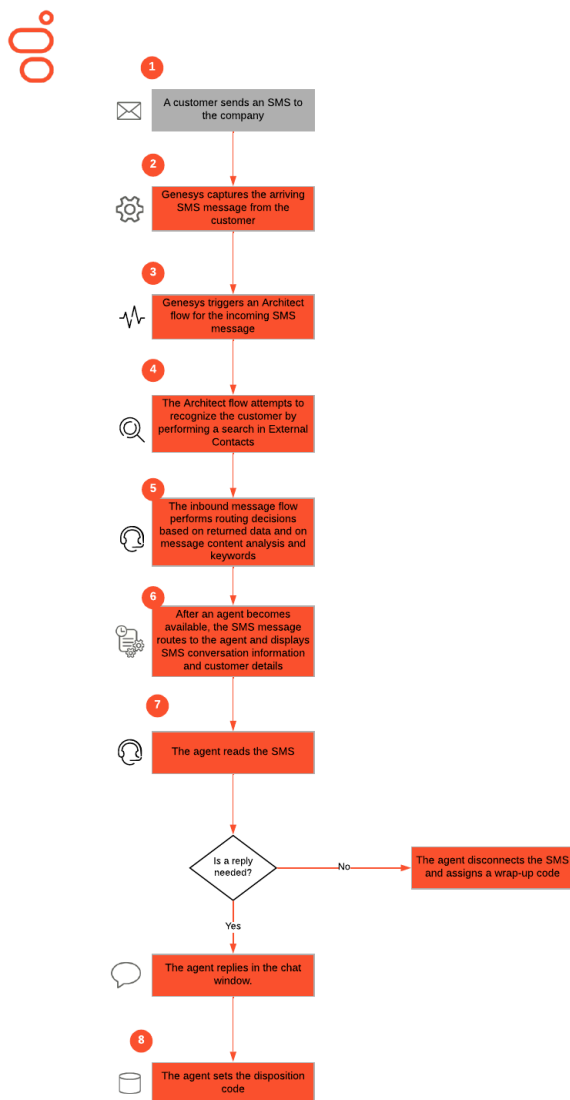 1
A customer sends an SMS to
the company
2
Genesys captures the arriving
SMS message from the
customer
3
Genesys triggers an Architect
flow for the incoming SMS
message
4
The Architect flow attempts to
recognize the customer by
performing a search in External
Contacts
5
The inbound message flow
performs routing decisions
based on returned data and on
message content analysis and
keywords
6
After an agent becomes
available, the SMS message
routes to the agent and displays
SMS conversation information
and customer details
7
The agent reads the SMS
Is a reply
needed?
No
The agent disconnects the SMS
and assigns a wrap-up code
Yes
The agent replies in the chat
window.
8
The agent sets the disposition
code